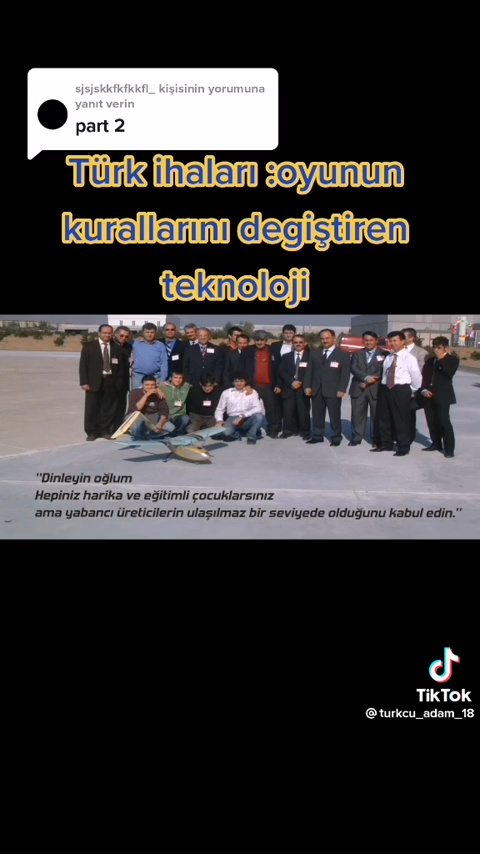 sjsjskkfkfkkfl_ kişisinin yorumuna
yanıt verin
part 2
Türk ihaları :oyunun
kurallarını degiştiren
teknoloji
"Dinleyin oğlum
Hepiniz harika ve eğitimli çocuklarsınız
ama yabancı üreticilerin ulaşılmaz bir seviyede olduğunu kabul edin."
TikTok
@turkcu_adam_18